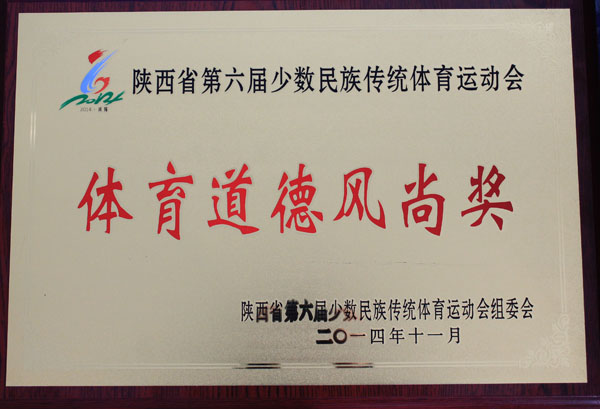 陕西省第六届少数民族传统体育运动会
2014
体育道德风尚奖
陕西省第六届少数民族传统体育运动会组委会
二〇一四年十一月